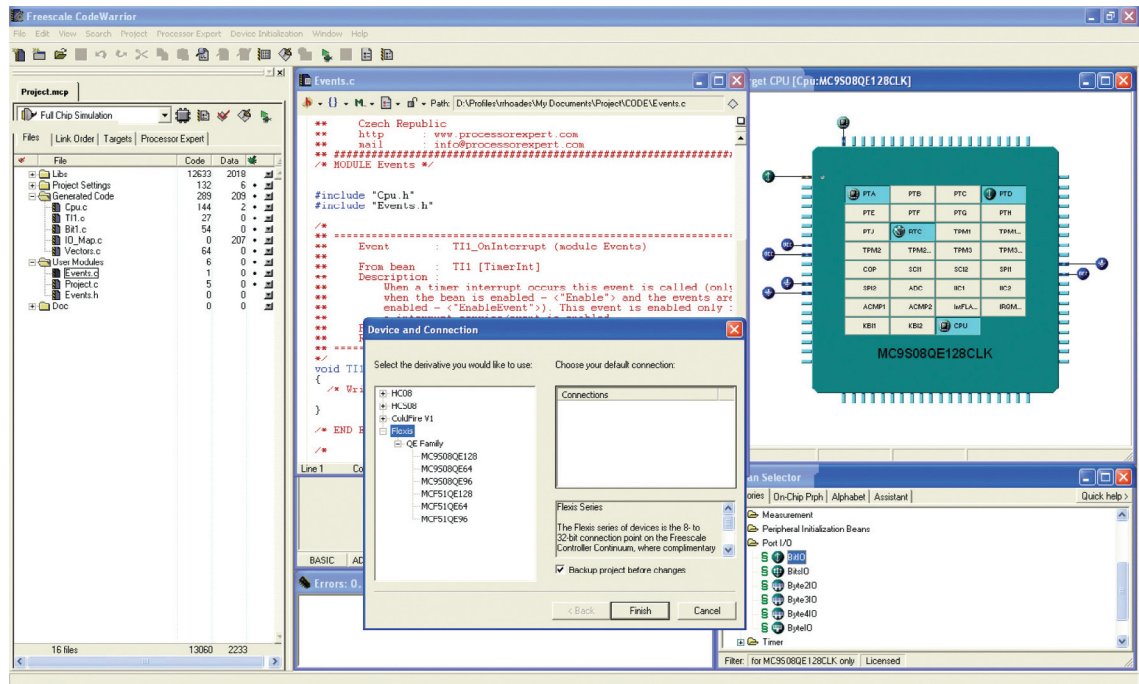 Freescale CodeWarrior
File Edit View Search Project Processor Expert Device Initialization Window Help
Project.mcp
Full Chip Simulation
Files Link Order Targets Processor Expert
File Code Data
Libs 12633 2018
Project Settings 132 6
Generated Code 289 209
Cpu.c 144 2
TI1.c 27 0
Bit1.c 54 0
IO_Map.c 0 207
Vectors.c 64 0
User Modules 6 0
Events.c 1 0
Project.c 5 0
Events.h 0 0
Doc 0 0
16 files 13060 2233
Events.c
{} M. Path: D:\Profiles\rhoades\My Documents\Project\CODE\Events.c
** Czech Republic
** http : www.processorexpert.com
** mail : info@processorexpert.com
** ###################################################
/* MODULE Events */
#include "Cpu.h"
#include "Events.h"
/*
** ===================================================
** Event : TI1_OnInterrupt (module Events)
**
** From bean : TI1 [TimerInt]
** Description :
** When a timer interrupt occurs this event is called (only
** when the bean is enabled - <"Enable"> and the events are
** enabled - <"EnableEvent">). This event is enabled only
*/
void TI1
{
/* Wri
}
/* END E
/*
Line 1 Co
BASIC AD
Errors: 0,
Device and Connection
Select the derivative you would like to use:
HC08
HCS08
ColdFire V1
Flexis
QE Family
MC9S08QE128
MC9S08QE64
MC9S08QE96
MCF51QE128
MCF51QE64
MCF51QE96
Choose your default connection:
Connections
Flexis Series
The Flexis series of devices is the 8- to
32-bit connection point on the Freescale
Controller Continuum, where complimentary
Backup project before changes
< Back Finish Cancel
rget CPU [Cpu:MC9S08QE128CLK]
PTA PTB PTC PTD
PTE PTF PTG PTH
PTJ RTC TPM1 TPM1...
TPM2 TPM2... TPM3 TPM3...
COP SCI1 SCI2 SPI1
SPI2 ADC IIC1 IIC2
ACMP1 ACMP2 IntFLA... IRQM...
KBI1 KBI2 CPU
MC9S08QE128CLK
an Selector
ories On-Chip Prph Alphabet Assistant Quick help >
Measurement
Peripheral Initialization Beans
Port I/O
BitIO
BitsIO
Byte2IO
Byte3IO
Byte4IO
ByteIO
Timer
Filter: for MC9S08QE128CLK only Licensed